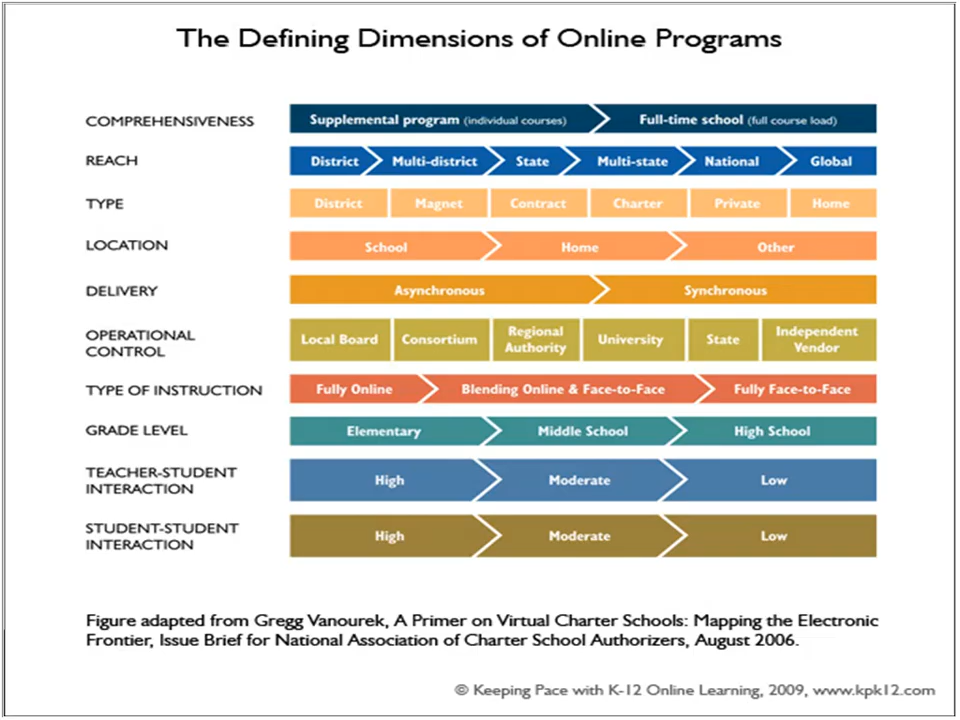 The Defining Dimensions of Online Programs
COMPREHENSIVENESS Supplemental program (individual courses) Full-time school (full course load)
REACH District Multi-district State Multi-state National Global
TYPE District Magnet Contract Charter Private Home
LOCATION School Home Other
DELIVERY Asynchronous Synchronous
OPERATIONAL CONTROL Local Board Consortium Regional Authority University State Independent Vendor
TYPE OF INSTRUCTION Fully Online Blending Online & Face-to-Face Fully Face-to-Face
GRADE LEVEL Elementary Middle School High School
TEACHER-STUDENT INTERACTION High Moderate Low
STUDENT-STUDENT INTERACTION High Moderate Low
Figure adapted from Gregg Vanourek, A Primer on Virtual Charter Schools: Mapping the Electronic
Frontier, Issue Brief for National Association of Charter School Authorizers, August 2006.
© Keeping Pace with K-12 Online Learning, 2009, www.kpk12.com